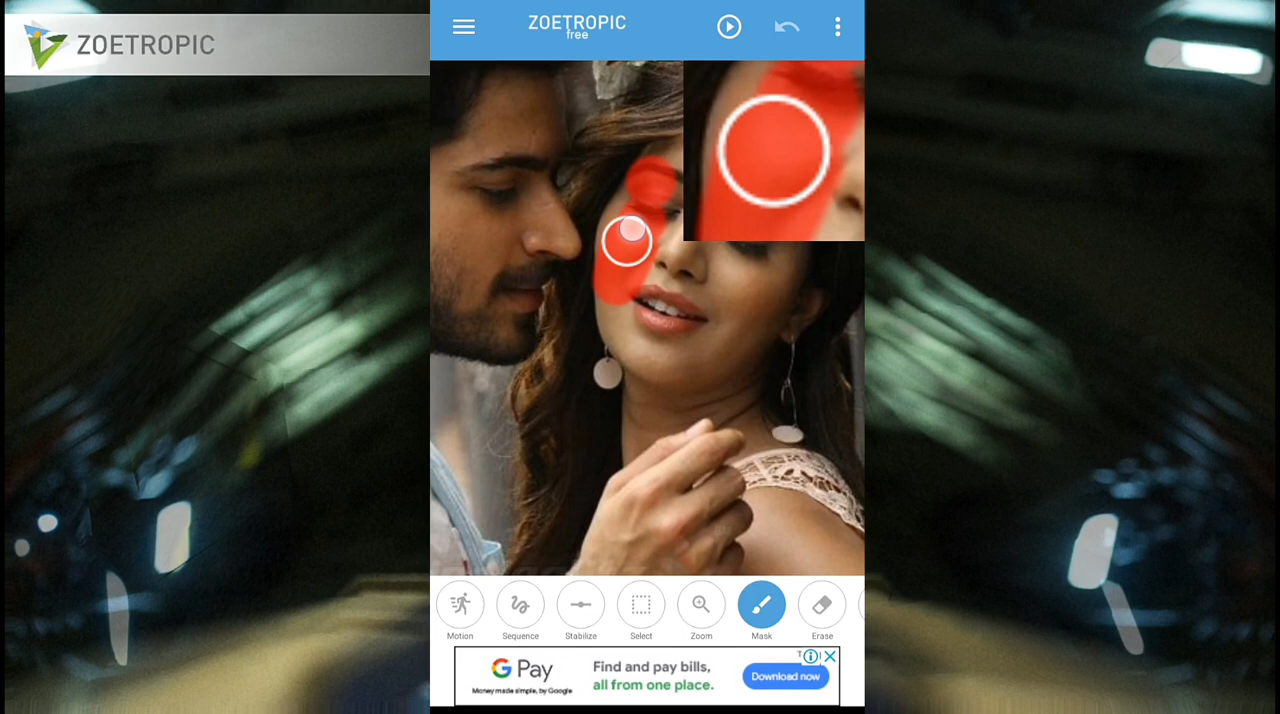 ZOETROPIC
ZOETROPIC
free
Motion
Sequence
Stabilize
Select
Zoom
Mask
Erase
G Pay
Money made simple, by Google
Find and pay bills,
all from one place.
Download now